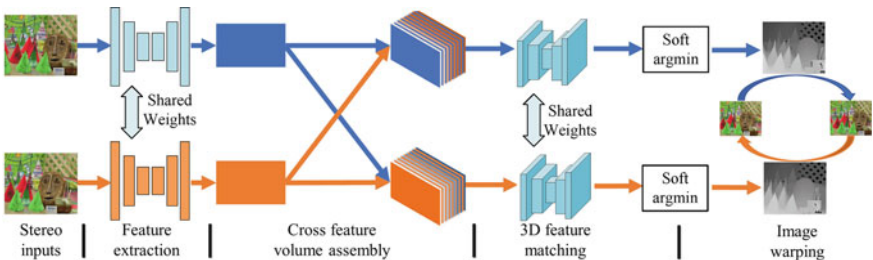 Soft
argmin
Shared
Weights
Shared
Weights
Soft
argmin
Stereo
inputs
Feature
extraction
Cross feature
volume assembly
3D feature
matching
Image
warping